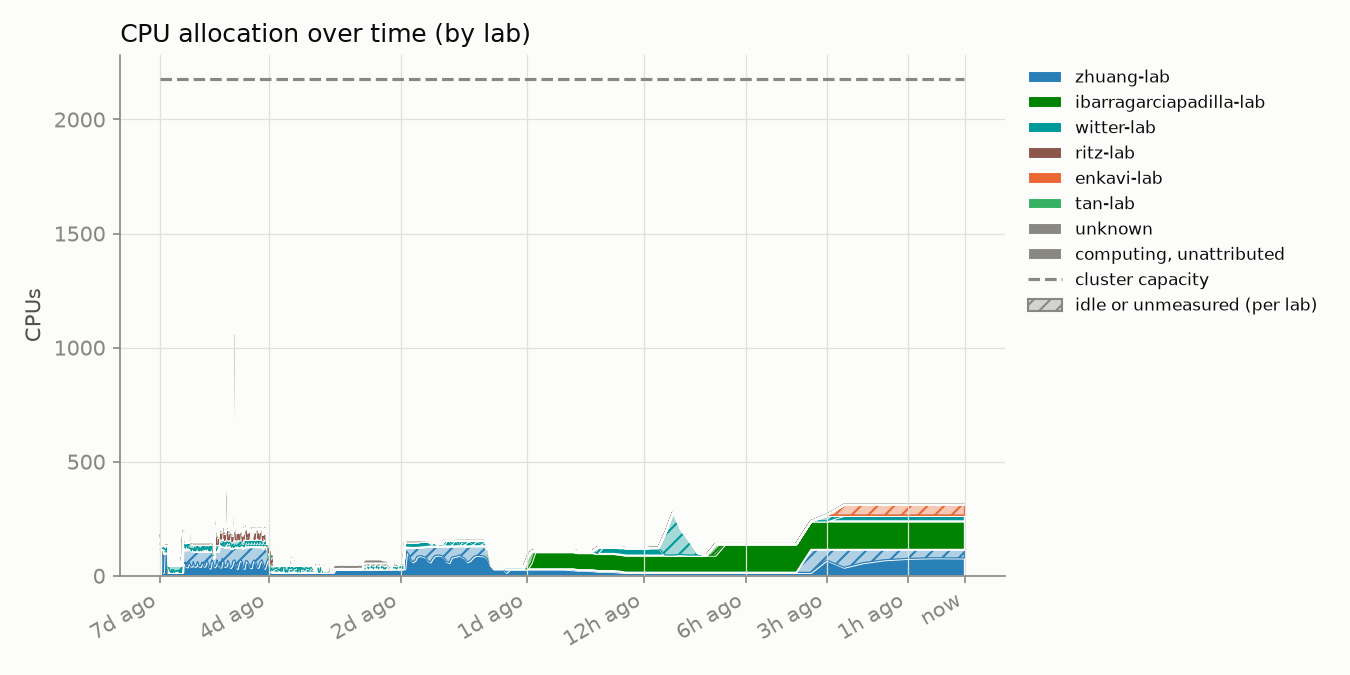 CPU allocation over time (by lab)
CPUs
2000
1500
1000
500
0
7d ago
4d ago
2d ago
1d ago
12h ago
6h ago
3h ago
1h ago
now
zhuang-lab
ibarragarciapadilla-lab
witter-lab
ritz-lab
enkavi-lab
tan-lab
unknown
computing, unattributed
cluster capacity
idle or unmeasured (per lab)